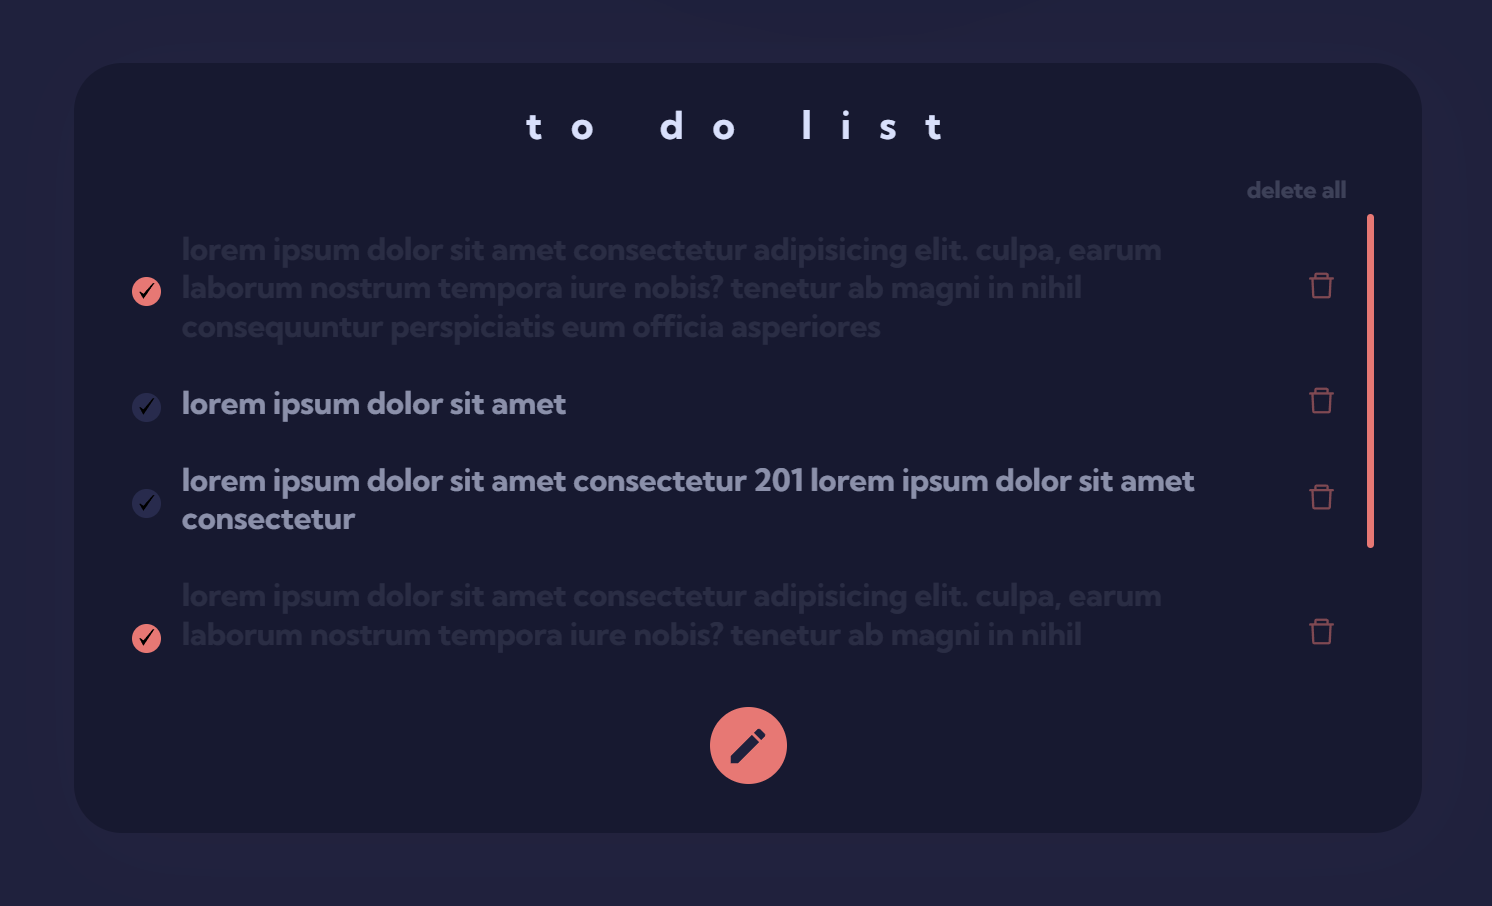 to do list
delete all
lorem ipsum dolor sit amet consectetur adipisicing elit. culpa, earum
laborum nostrum tempora iure nobis? tenetur ab magni in nihil
consequuntur perspiciatis eum officia asperiores
lorem ipsum dolor sit amet
lorem ipsum dolor sit amet consectetur 201 lorem ipsum dolor sit amet
consectetur
lorem ipsum dolor sit amet consectetur adipisicing elit. culpa, earum
laborum nostrum tempora iure nobis? tenetur ab magni in nihil